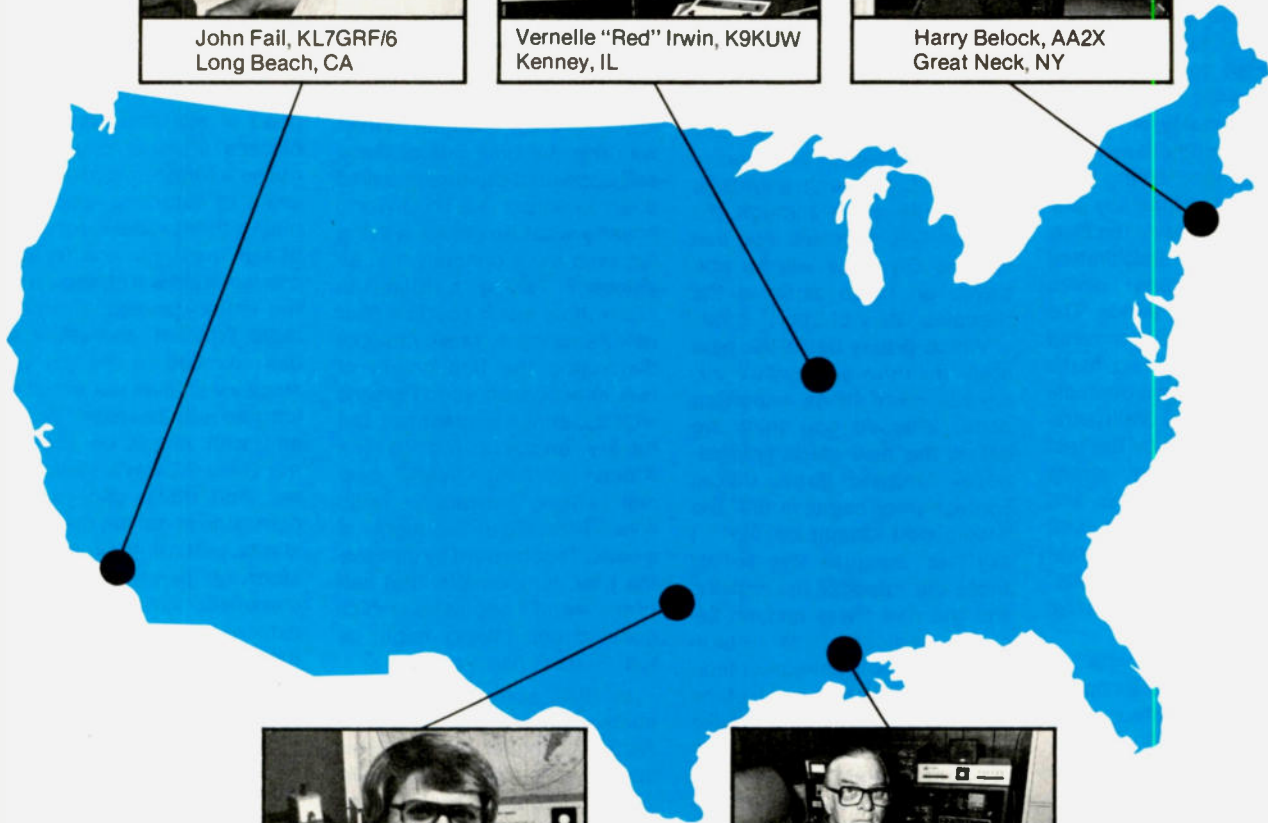 John Fail, KL7GRF/6
Long Beach, CA
Vernelle "Red" Irwin, K9KUW
Kenney, IL
Harry Belock, AA2X
Great Neck, NY